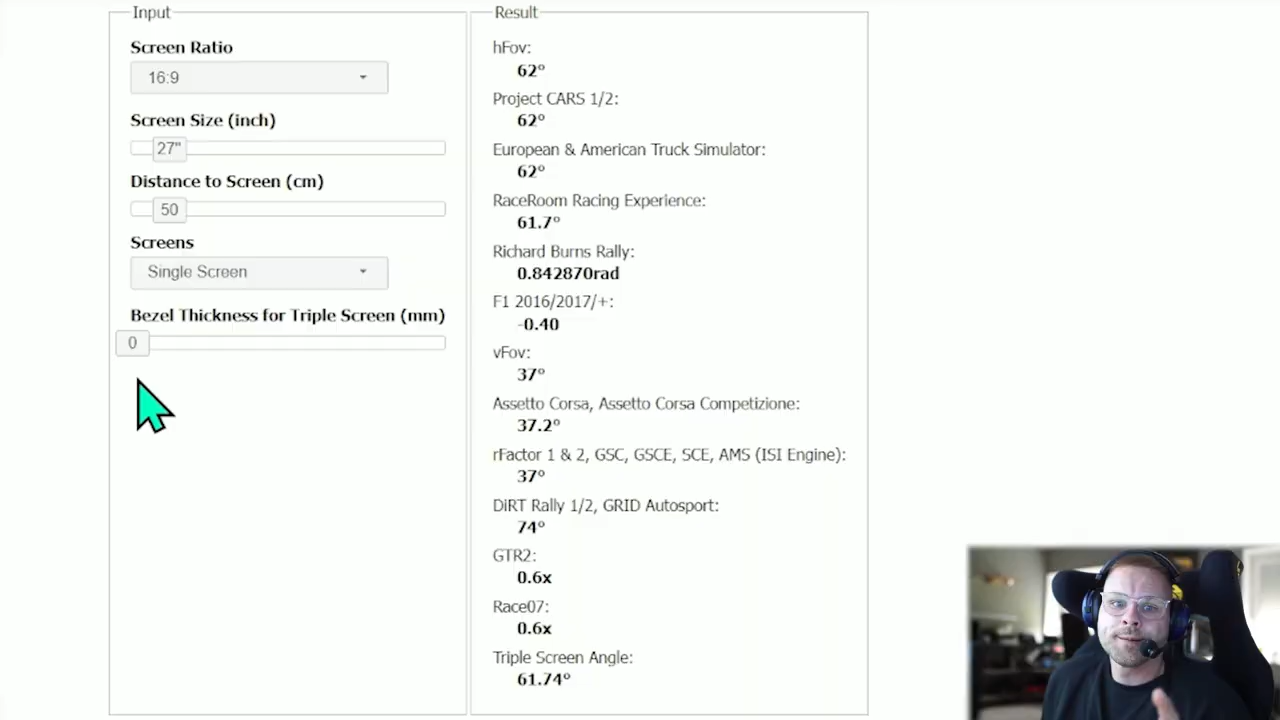 Input
Screen Ratio
16:9
Screen Size (inch)
27"
Distance to Screen (cm)
50
Screens
Single Screen
Bezel Thickness for Triple Screen (mm)
0
Result
hFov:
62°
Project CARS 1/2:
62°
European & American Truck Simulator:
62°
RaceRoom Racing Experience:
61.7°
Richard Burns Rally:
0.842870rad
F1 2016/2017/+:
-0.40
vFov:
37°
Assetto Corsa, Assetto Corsa Competizione:
37.2°
rFactor 1 & 2, GSC, GSCE, SCE, AMS (ISI Engine):
37°
DiRT Rally 1/2, GRID Autosport:
74°
GTR2:
0.6x
Race07:
0.6x
Triple Screen Angle:
61.74°